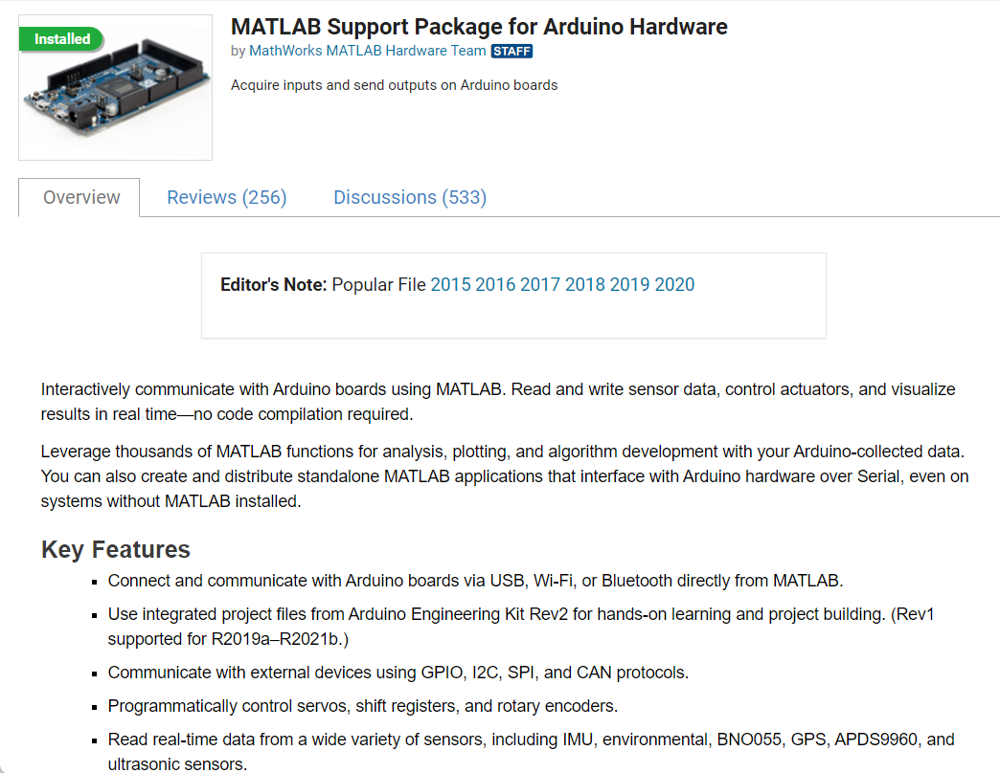 Installed
MATLAB Support Package for Arduino Hardware
by MathWorks MATLAB Hardware Team STAFF
Acquire inputs and send outputs on Arduino boards
Overview
Reviews (256)
Discussions (533)
Editor's Note: Popular File 2015 2016 2017 2018 2019 2020
Interactively communicate with Arduino boards using MATLAB. Read and write sensor data, control actuators, and visualize
results in real time—no code compilation required.
Leverage thousands of MATLAB functions for analysis, plotting, and algorithm development with your Arduino-collected data.
You can also create and distribute standalone MATLAB applications that interface with Arduino hardware over Serial, even on
systems without MATLAB installed.
Key Features
▪ Connect and communicate with Arduino boards via USB, Wi-Fi, or Bluetooth directly from MATLAB.
▪ Use integrated project files from Arduino Engineering Kit Rev2 for hands-on learning and project building. (Rev1
supported for R2019a–R2021b.)
▪ Communicate with external devices using GPIO, I2C, SPI, and CAN protocols.
▪ Programmatically control servos, shift registers, and rotary encoders.
▪ Read real-time data from a wide variety of sensors, including IMU, environmental, BNO055, GPS, APDS9960, and
ultrasonic sensors.